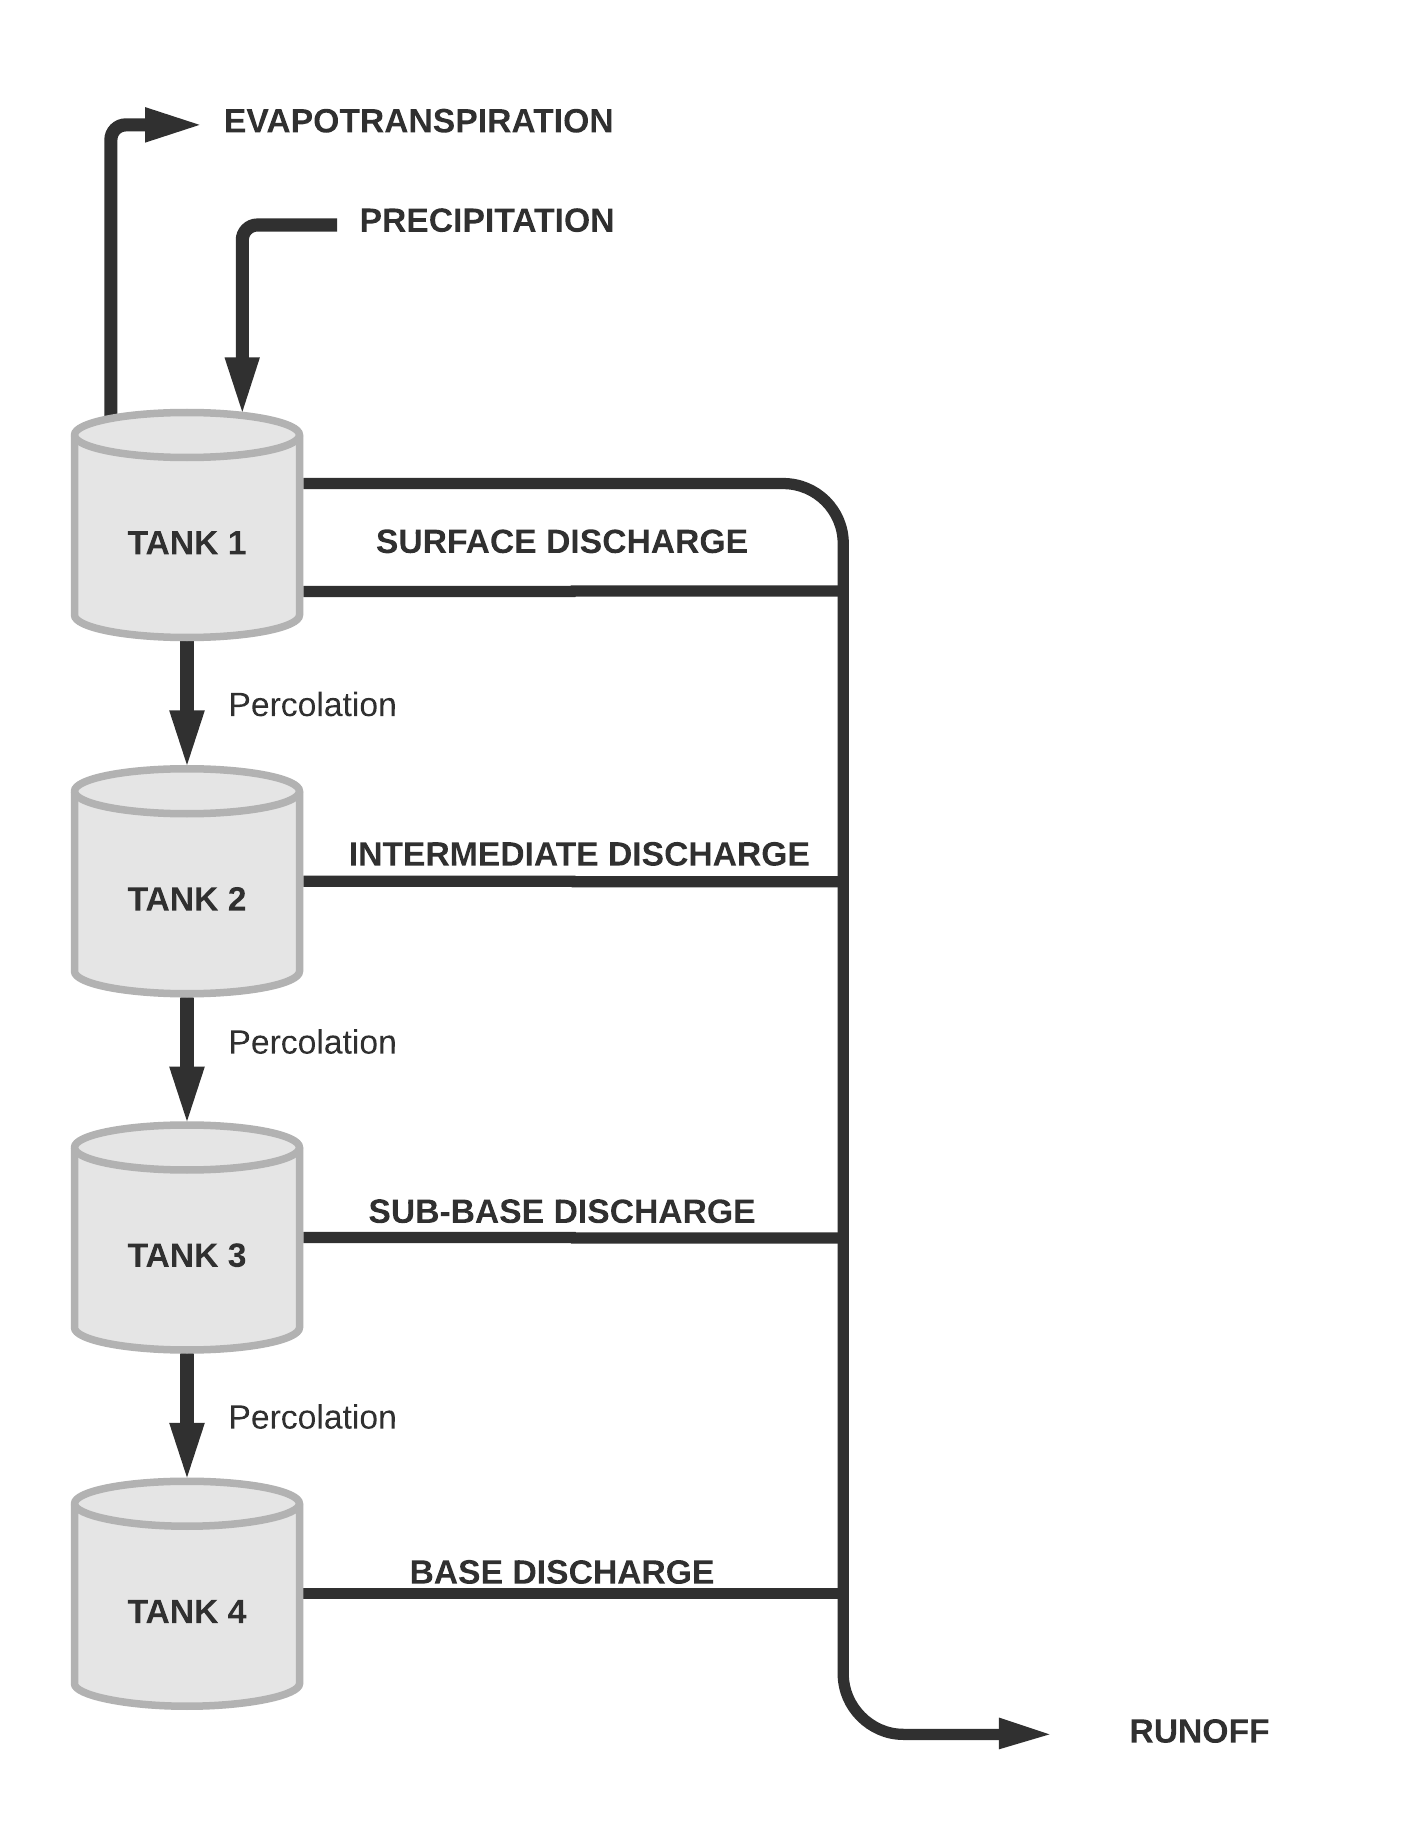 EVAPOTRANSPIRATION
PRECIPITATION
TANK 1
SURFACE DISCHARGE
Percolation
INTERMEDIATE DISCHARGE
TANK 2
Percolation
SUB-BASE DISCHARGE
TANK 3
Percolation
BASE DISCHARGE
TANK 4
RUNOFF